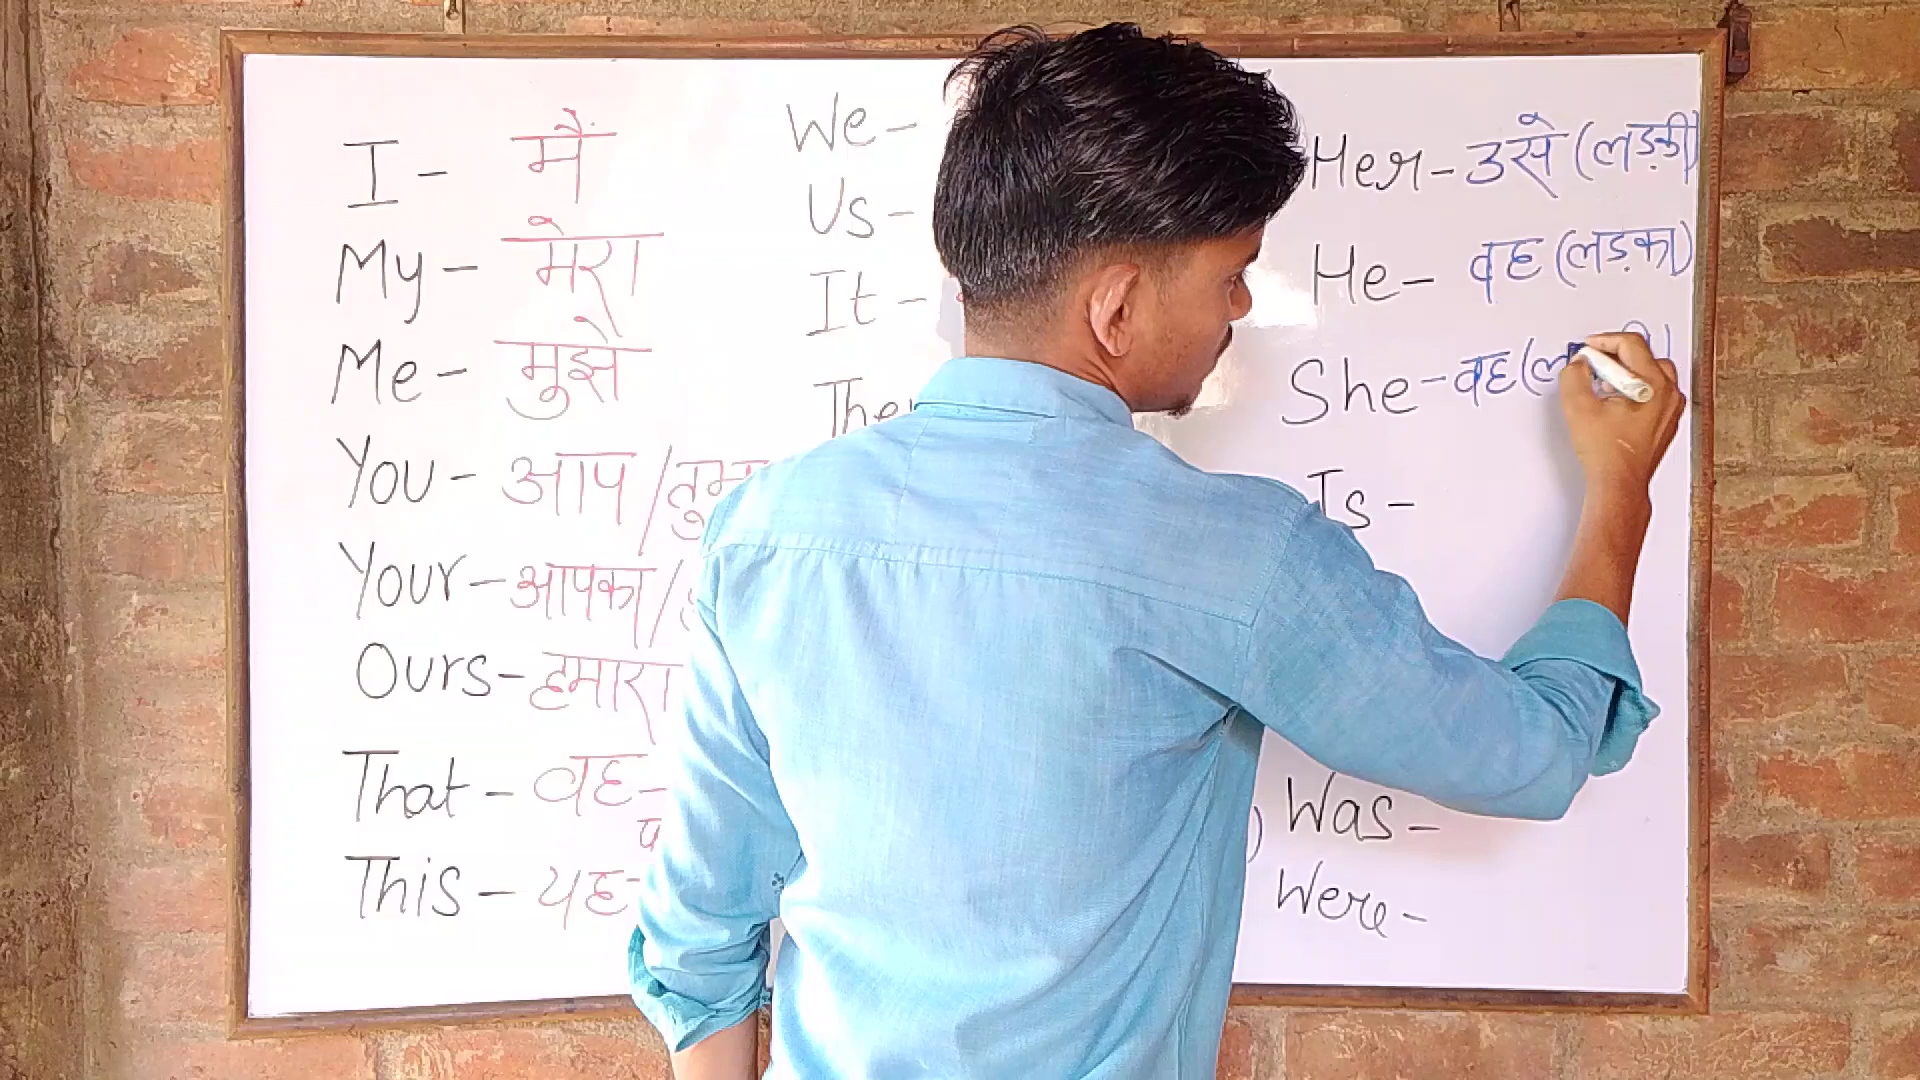 I - मैं
My - मेरा
Me - मुझे
You - आप /तुम
Your - आपका /
Ours - हमारा
That - वह -
This - यह -
We -
Us -
It -
Her - उसे (लड़की)
He - वह (लड़का)
She - वह (
Is -
Was -
Were -